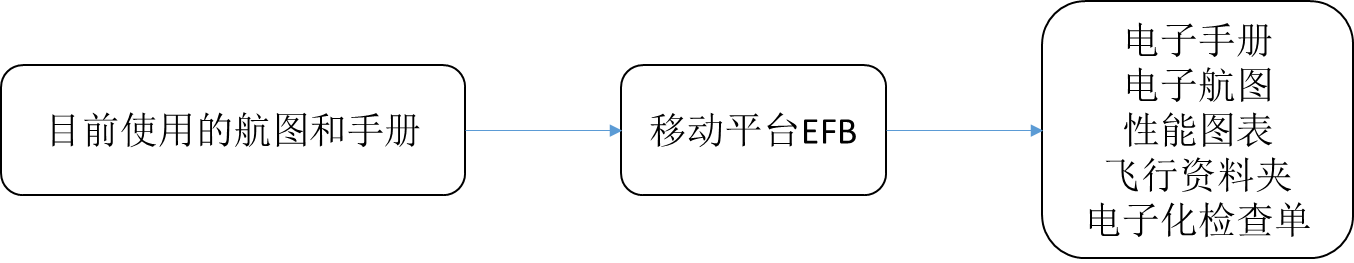 目前使用的航图和手册
移动平台EFB
电子手册
电子航图
性能图表
飞行资料夹
电子化检查单